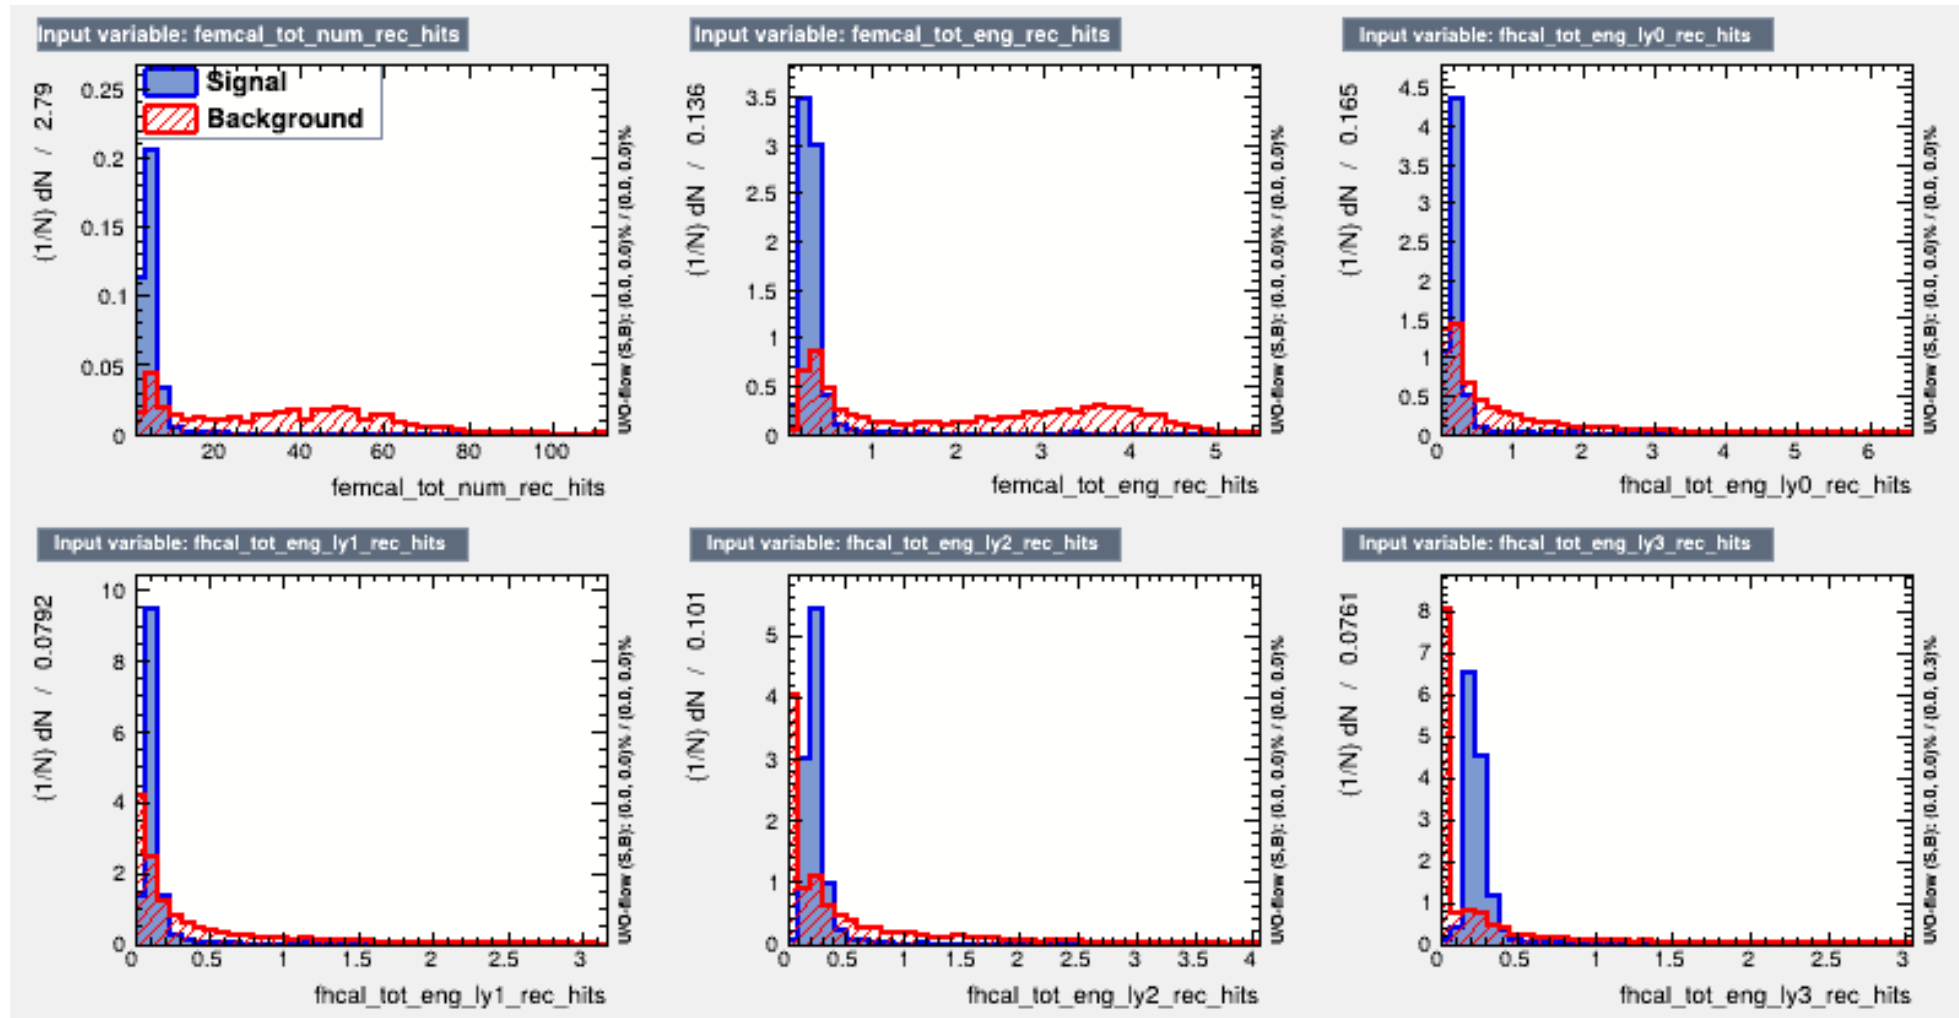 Input variable: femcal_tot_num_rec_hits
(1/N) dN / 2.79
0.25
0.2
0.15
0.1
0.05
0
Signal
Background
20 40 60 80 100
femcal_tot_num_rec_hits
U/O-flow (S,B): (0.0, 0.0)% / (0.0, 0.0)%
Input variable: femcal_tot_eng_rec_hits
(1/N) dN / 0.136
3.5
3
2.5
2
1.5
1
0.5
0
1 2 3 4 5
femcal_tot_eng_rec_hits
U/O-flow (S,B): (0.0, 0.0)% / (0.0, 0.0)%
Input variable: fhcal_tot_eng_ly0_rec_hits
(1/N) dN / 0.165
4.5
4
3.5
3
2.5
2
1.5
1
0.5
0
0 1 2 3 4 5 6
fhcal_tot_eng_ly0_rec_hits
U/O-flow (S,B): (0.0, 0.0)% / (0.0, 0.0)%
Input variable: fhcal_tot_eng_ly1_rec_hits
(1/N) dN / 0.0792
10
8
6
4
2
0
0 0.5 1 1.5 2 2.5 3
fhcal_tot_eng_ly1_rec_hits
U/O-flow (S,B): (0.0, 0.0)% / (0.0, 0.0)%
Input variable: fhcal_tot_eng_ly2_rec_hits
(1/N) dN / 0.101
5
4
3
2
1
0
0 0.5 1 1.5 2 2.5 3 3.5 4
fhcal_tot_eng_ly2_rec_hits
U/O-flow (S,B): (0.0, 0.0)% / (0.0, 0.0)%
Input variable: fhcal_tot_eng_ly3_rec_hits
(1/N) dN / 0.0761
8
7
6
5
4
3
2
1
0
0 0.5 1 1.5 2 2.5 3
fhcal_tot_eng_ly3_rec_hits
U/O-flow (S,B): (0.0, 0.0)% / (0.0, 0.3)%